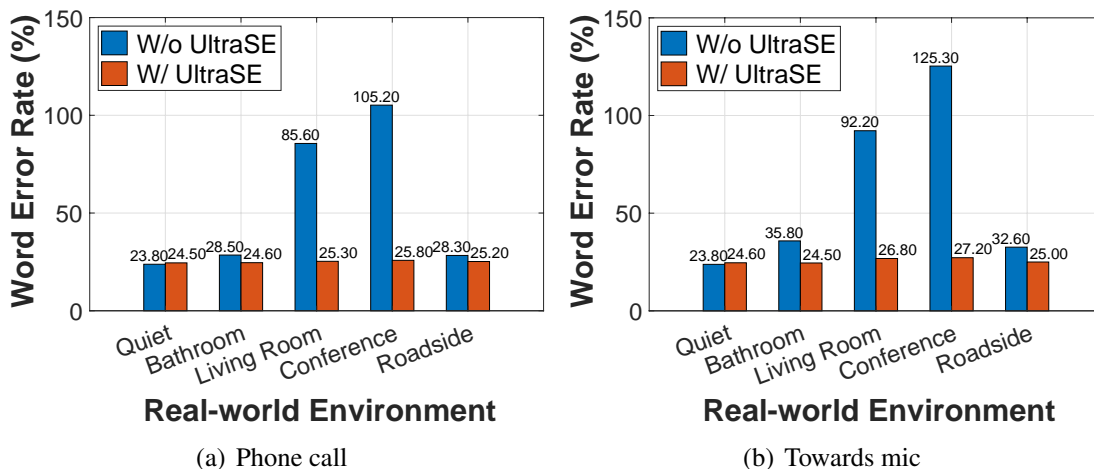 150
100
50
0
Word Error Rate (%)
W/o UltraSE
W/ UltraSE
23.80
24.50
28.50
24.60
85.60
25.30
105.20
25.80
28.30
25.20
Quiet
Bathroom
Living Room
Conference
Roadside
Real-world Environment
(a) Phone call
150
100
50
0
Word Error Rate (%)
W/o UltraSE
W/ UltraSE
23.80
24.60
35.80
24.50
92.20
26.80
125.30
27.20
32.60
25.00
Quiet
Bathroom
Living Room
Conference
Roadside
Real-world Environment
(b) Towards mic